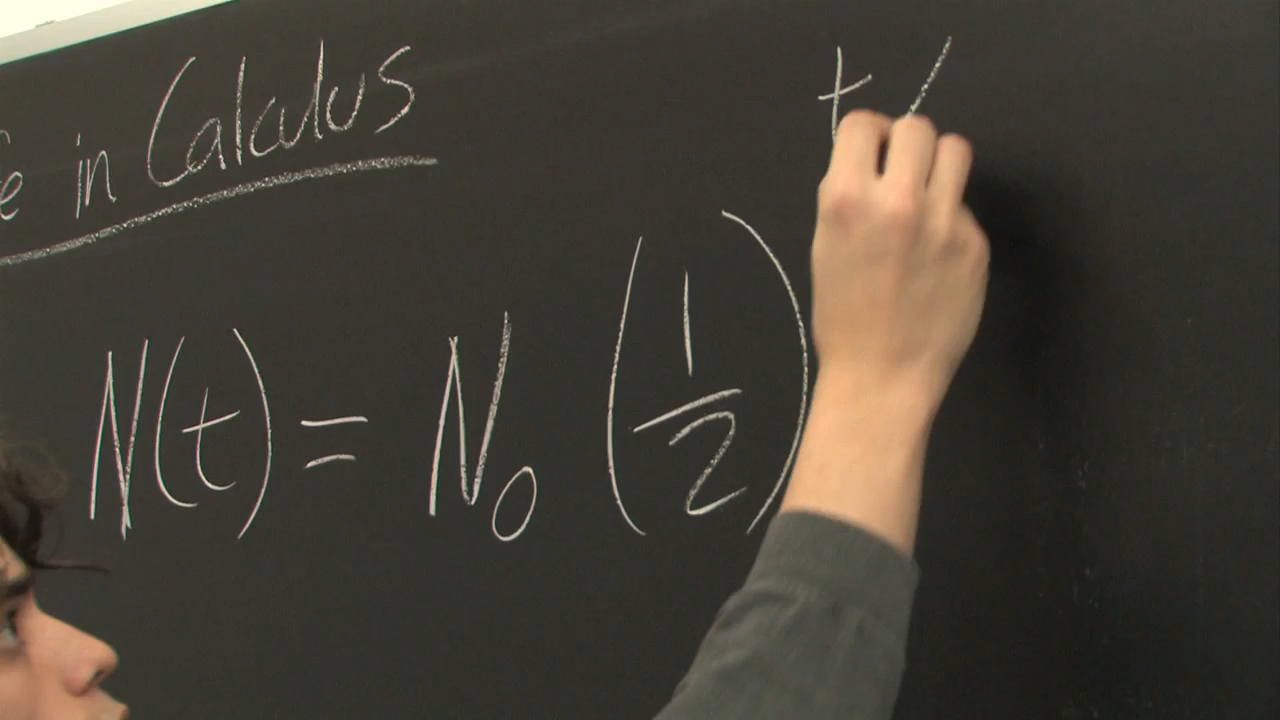 in Calculus
N(t) = N₀ (1/2)^t/